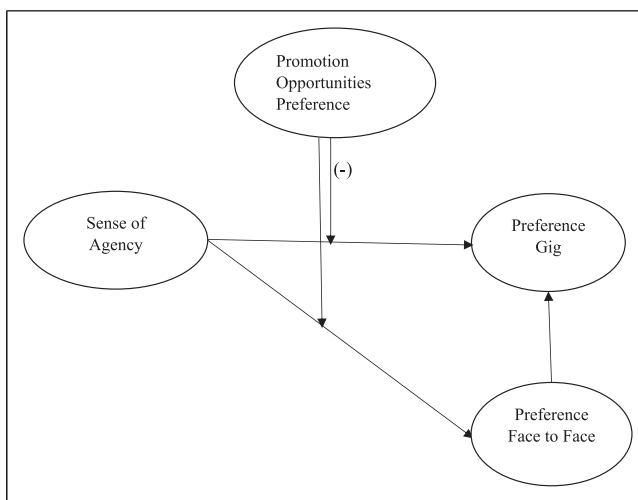 Promotion
Opportunities
Preference
(-)
Sense of
Agency
Preference
Gig
Preference
Face to Face